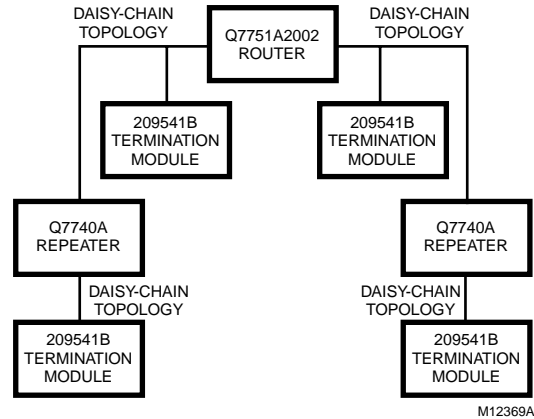 DAISY-CHAIN
TOPOLOGY
Q7751A2002
ROUTER
DAISY-CHAIN
TOPOLOGY
209541B
TERMINATION
MODULE
209541B
TERMINATION
MODULE
Q7740A
REPEATER
Q7740A
REPEATER
DAISY-CHAIN
TOPOLOGY
DAISY-CHAIN
TOPOLOGY
209541B
TERMINATION
MODULE
209541B
TERMINATION
MODULE
M12369A